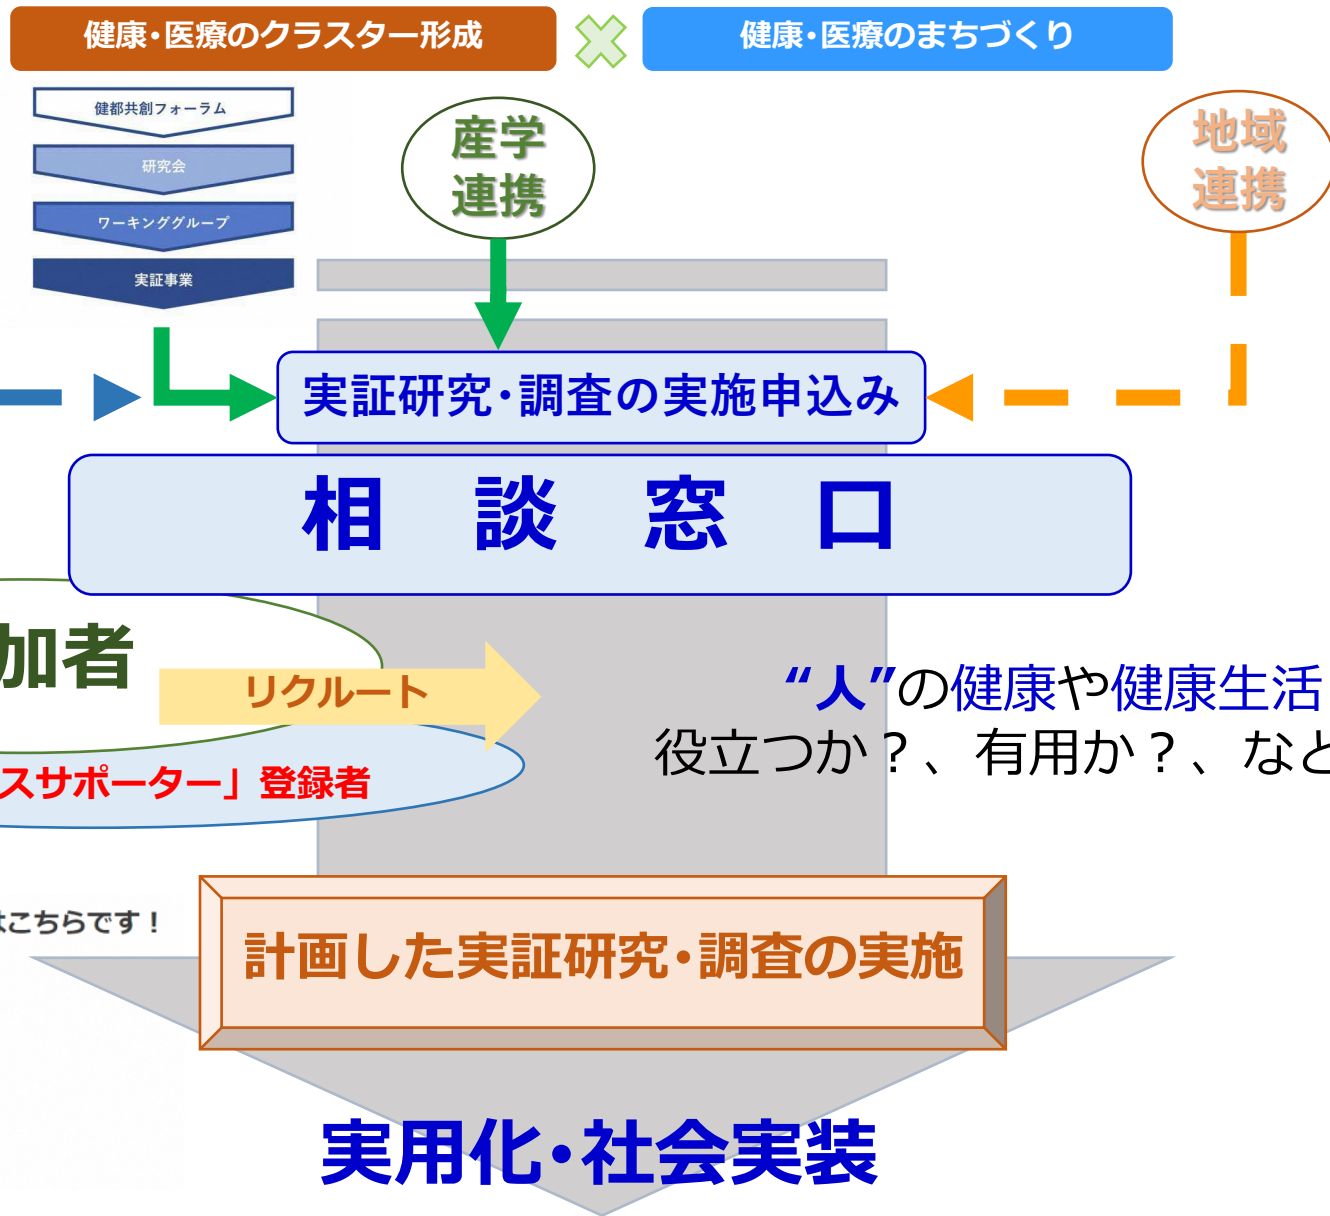 健康・医療のクラスター形成
健康・医療のまちづくり
健都共創フォーラム
研究会
ワーキンググループ
実証事業
産学
連携
地域
連携
実証研究・調査の実施申込み
相 談 窓 口
加者
リクルート
スサポーター」登録者
“人”の健康や健康生活
役立つか？、有用か？、など
はこちらです！
計画した実証研究・調査の実施
実用化・社会実装